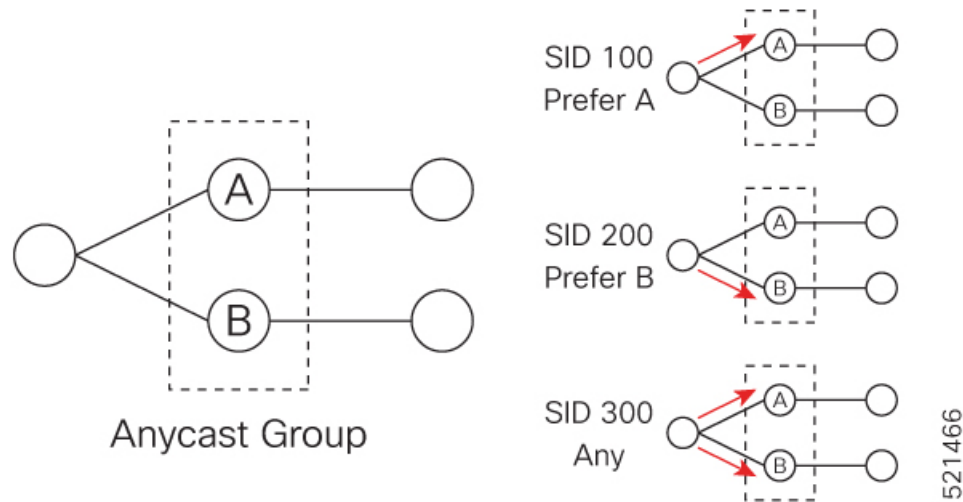 A
B
Anycast Group
SID 100
Prefer A
A
B
SID 200
Prefer B
A
B
SID 300
Any
A
B
521466